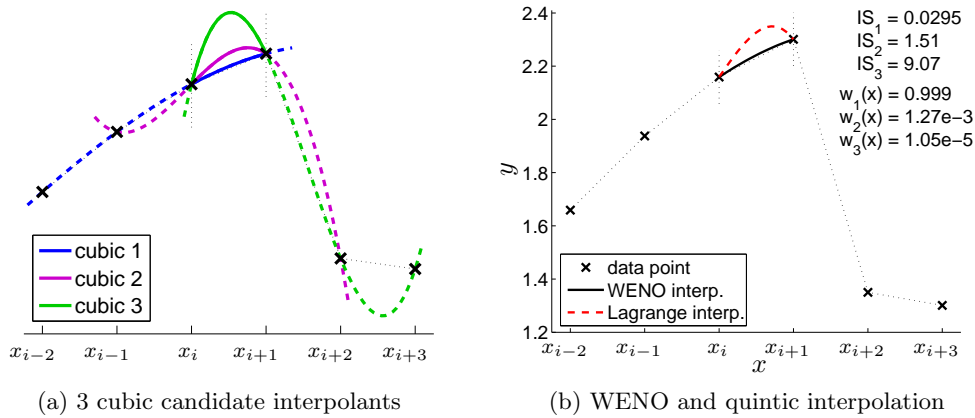 cubic 1
cubic 2
cubic 3
x_{i−2} x_{i−1} x_i x_{i+1} x_{i+2} x_{i+3}
(a) 3 cubic candidate interpolants
2.4
2.2
2
1.8
1.6
1.4
1.2
y
IS_1 = 0.0295
IS_2 = 1.51
IS_3 = 9.07
w_1(x) = 0.999
w_2(x) = 1.27e−3
w_3(x) = 1.05e−5
data point
WENO interp.
Lagrange interp.
x_{i−2} x_{i−1} x_i x_{i+1} x_{i+2} x_{i+3}
x
(b) WENO and quintic interpolation